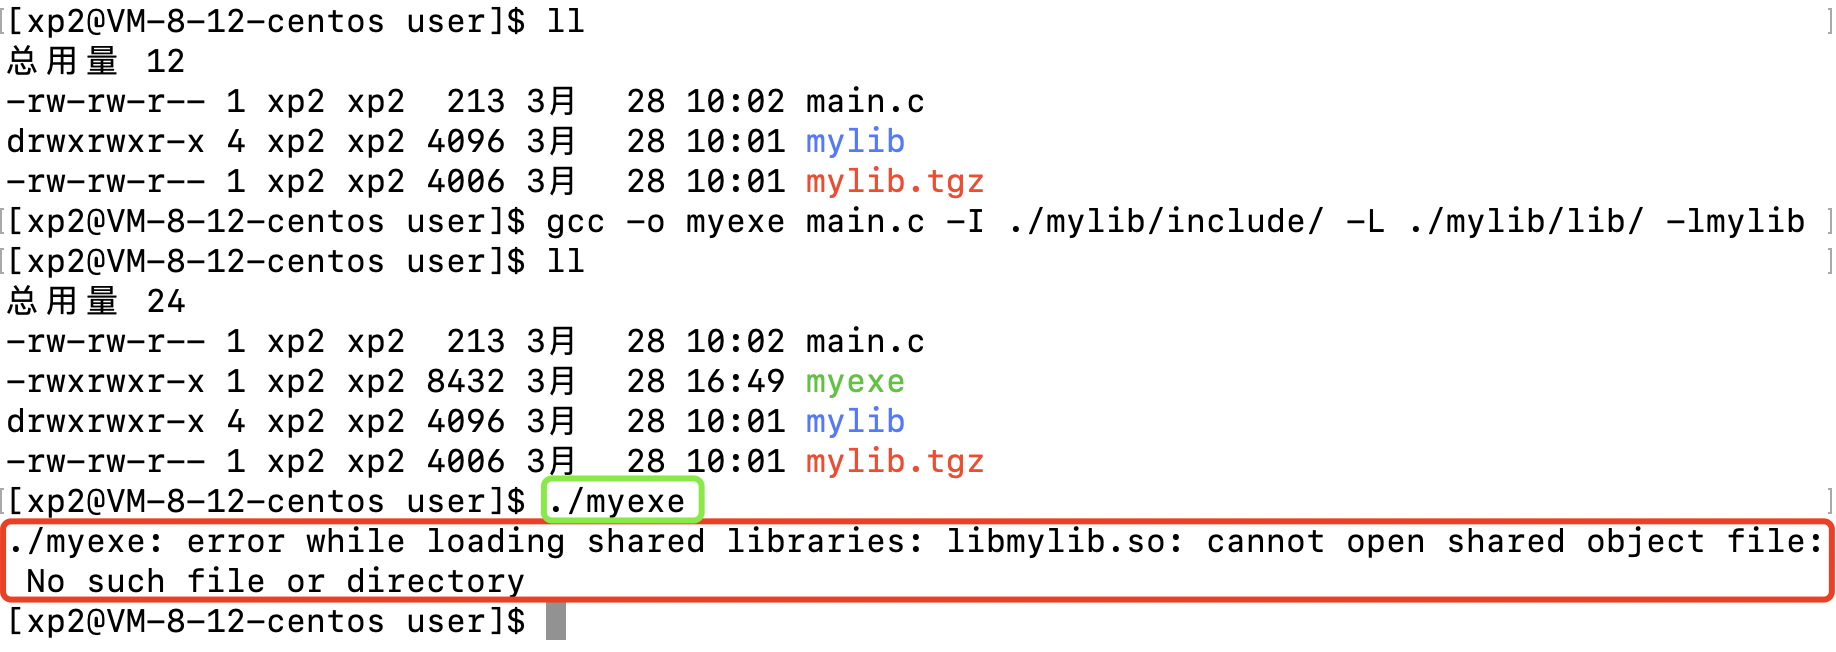 [xp2@VM-8-12-centos user]$ ll
总用量 12
-rw-rw-r-- 1 xp2 xp2  213 3月  28 10:02 main.c
drwxrwxr-x 4 xp2 xp2 4096 3月  28 10:01 mylib
-rw-rw-r-- 1 xp2 xp2 4006 3月  28 10:01 mylib.tgz
[xp2@VM-8-12-centos user]$ gcc -o myexe main.c -I ./mylib/include/ -L ./mylib/lib/ -lmylib
[xp2@VM-8-12-centos user]$ ll
总用量 24
-rw-rw-r-- 1 xp2 xp2  213 3月  28 10:02 main.c
-rwxrwxr-x 1 xp2 xp2 8432 3月  28 16:49 myexe
drwxrwxr-x 4 xp2 xp2 4096 3月  28 10:01 mylib
-rw-rw-r-- 1 xp2 xp2 4006 3月  28 10:01 mylib.tgz
[xp2@VM-8-12-centos user]$ ./myexe
./myexe: error while loading shared libraries: libmylib.so: cannot open shared object file:
No such file or directory
[xp2@VM-8-12-centos user]$